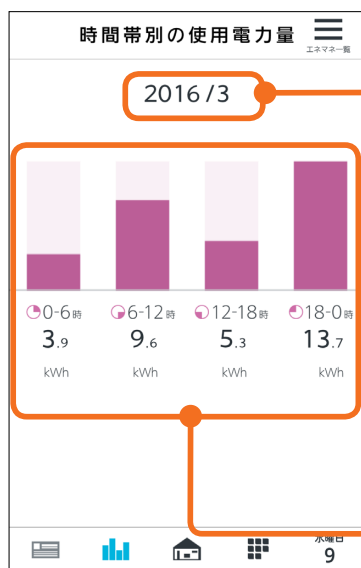 時間帯別の使用電力量
エネマネ一覧
2016/3
0-6時 6-12時 12-18時 18-0時
3.9 9.6 5.3 13.7
kWh kWh kWh kWh
水曜日
9